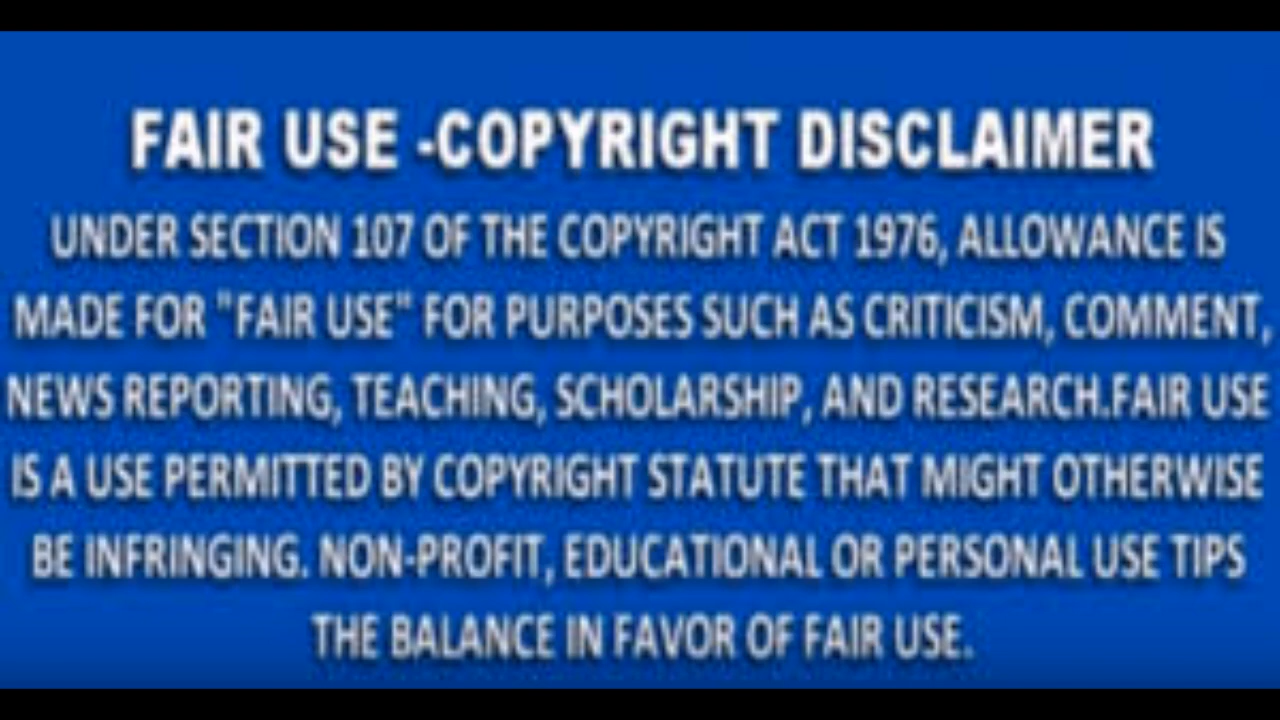 FAIR USE -COPYRIGHT DISCLAIMER
UNDER SECTION 107 OF THE COPYRIGHT ACT 1976, ALLOWANCE IS
MADE FOR "FAIR USE" FOR PURPOSES SUCH AS CRITICISM, COMMENT,
NEWS REPORTING, TEACHING, SCHOLARSHIP, AND RESEARCH.FAIR USE
IS A USE PERMITTED BY COPYRIGHT STATUTE THAT MIGHT OTHERWISE
BE INFRINGING. NON-PROFIT, EDUCATIONAL OR PERSONAL USE TIPS
THE BALANCE IN FAVOR OF FAIR USE.